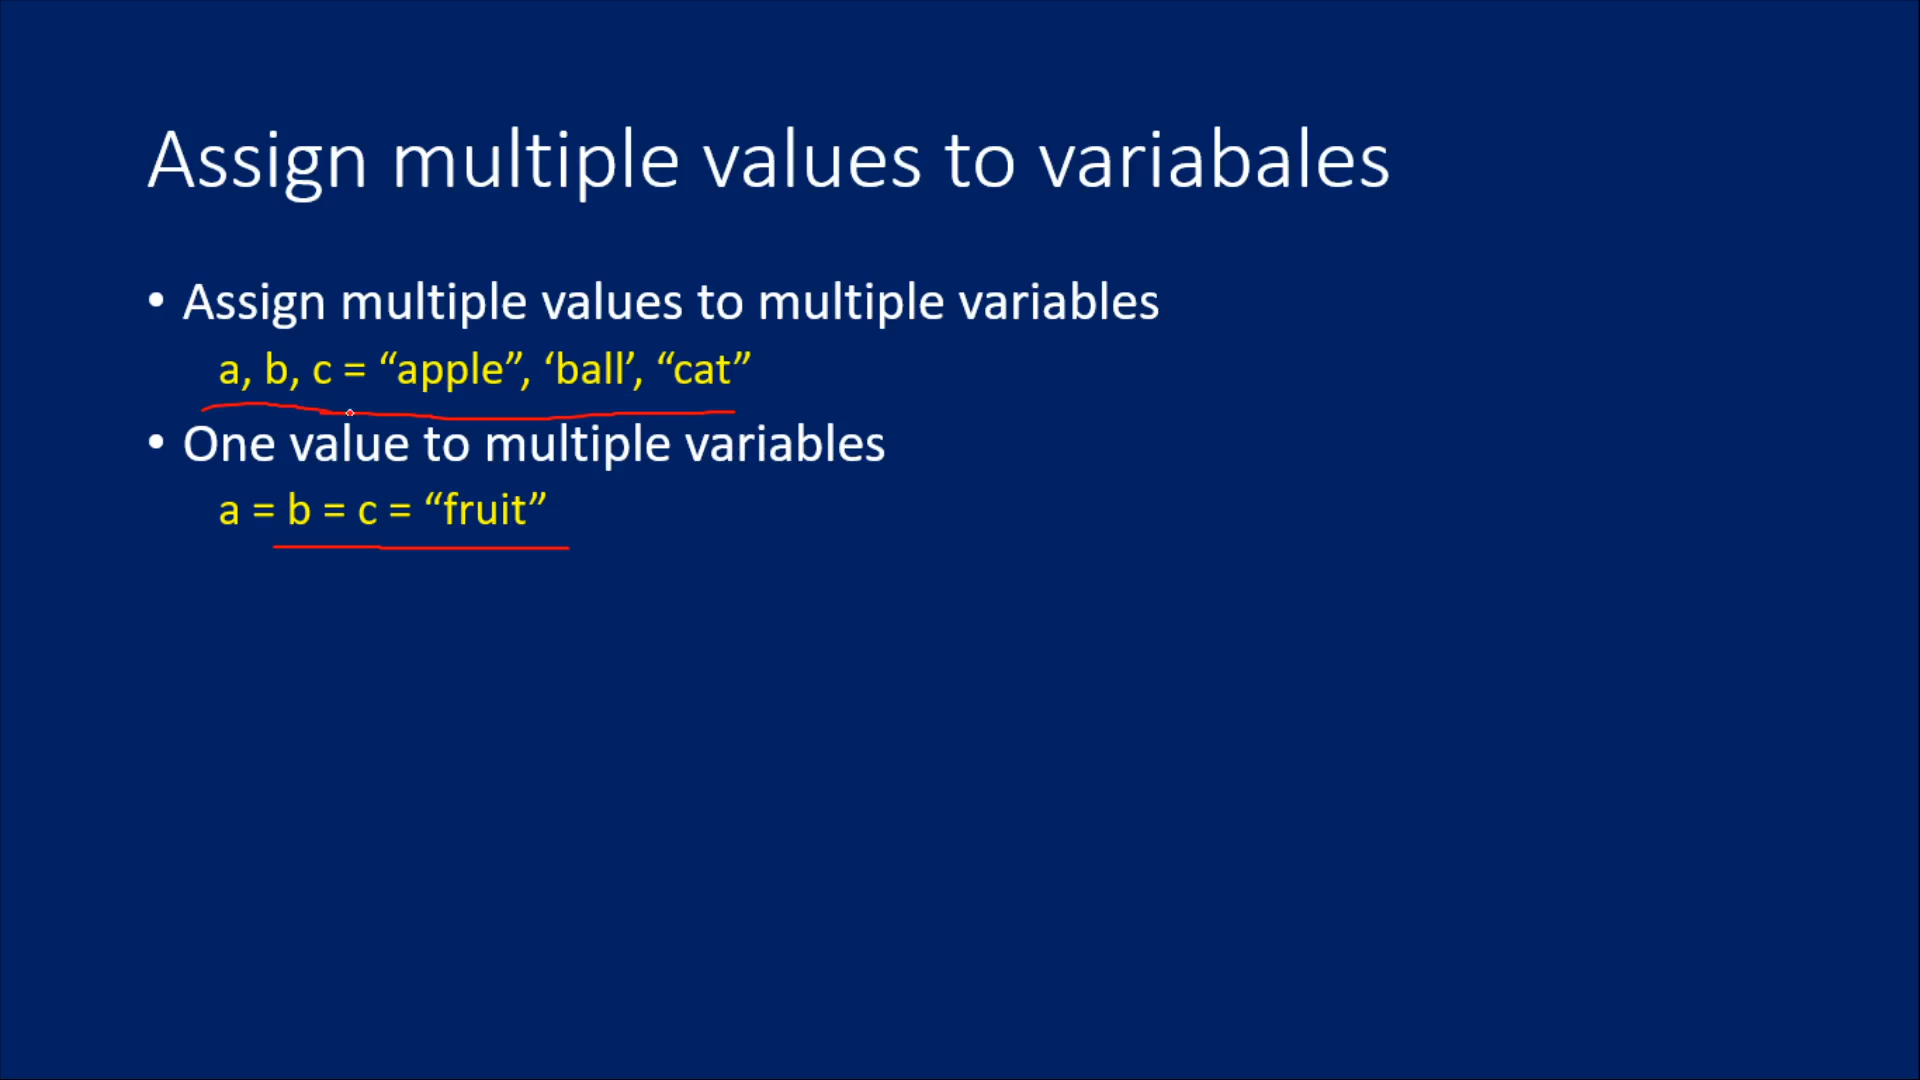 Assign multiple values to variabales
• Assign multiple values to multiple variables
a, b, c = “apple”, ‘ball’, “cat”
• One value to multiple variables
a = b = c = “fruit”